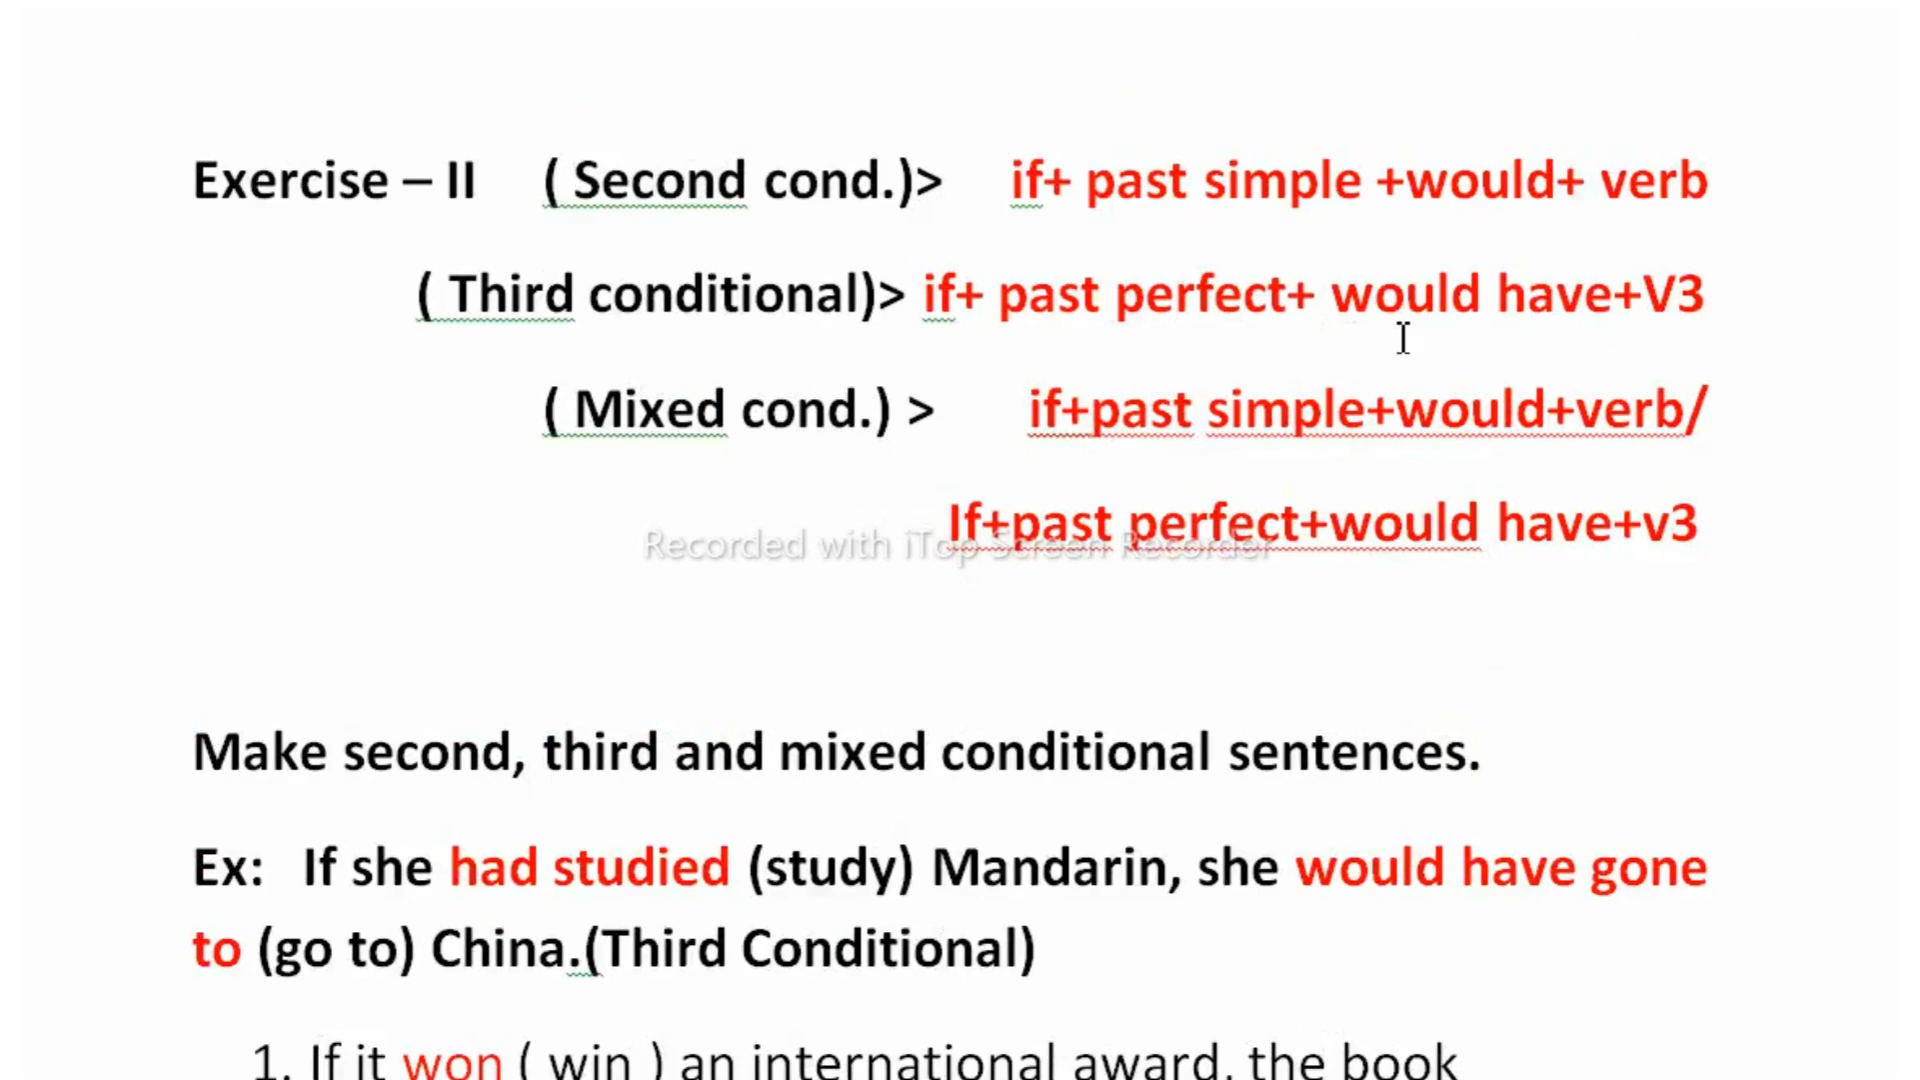 Exercise – II ( Second cond.)> if+ past simple +would+ verb
( Third conditional)> if+ past perfect+ would have+V3
( Mixed cond.) > if+past simple+would+verb/
If+past perfect+would have+v3
Recorded with iTop Screen Recorder
Make second, third and mixed conditional sentences.
Ex: If she had studied (study) Mandarin, she would have gone
to (go to) China.(Third Conditional)
1. If it won ( win ) an international award, the book